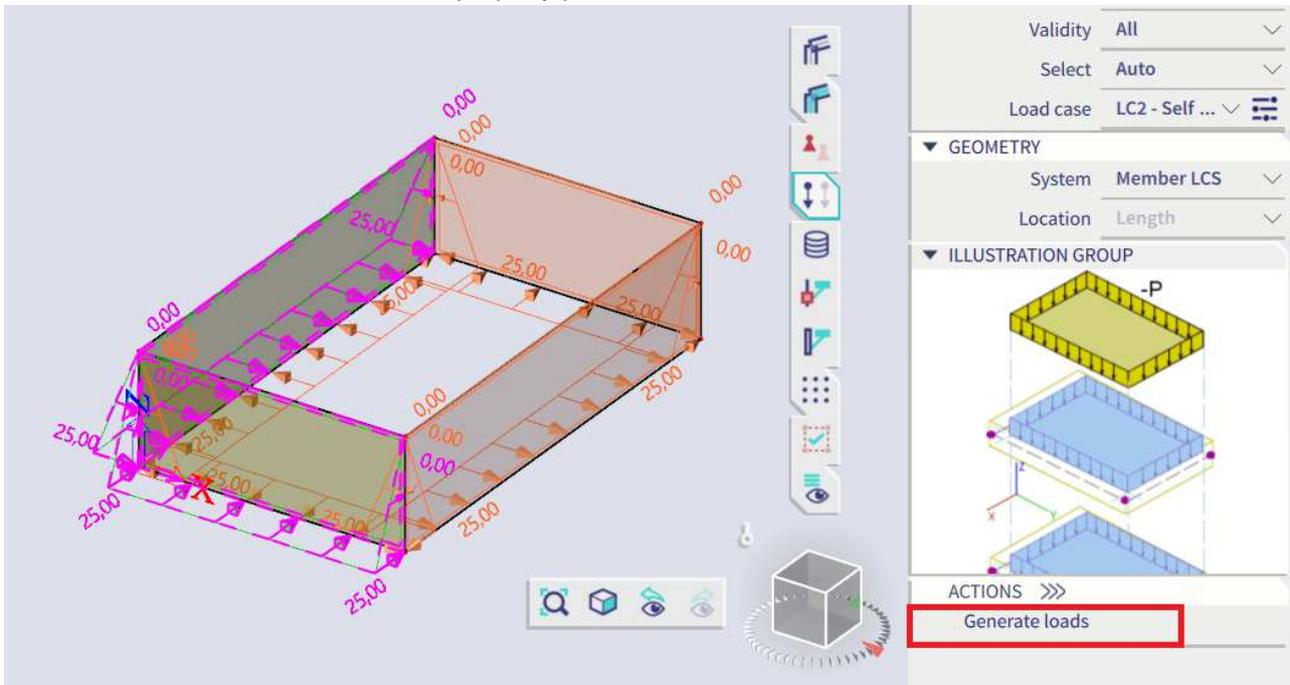 Validity All
Select Auto
Load case LC2 - Self ...
GEOMETRY
System Member LCS
Location Length
ILLUSTRATION GROUP
-P
z
x
y
ACTIONS >>>
Generate loads
0,00
0,00
0,00
0,00
0,00
25,00
25,00
25,00
25,00
0,00
0,00
0,00
0,00
0,00
25,00
25,00
25,00
25,00
25,00
25,00
25,00
X
Z